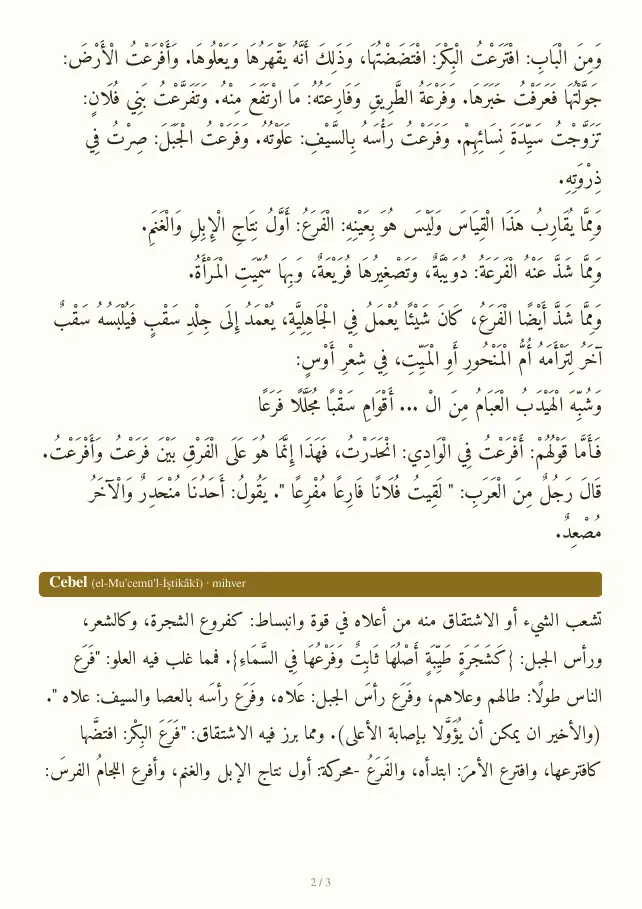 وَمِنَ الْبَابِ: افْتَرَعْتُ الْبِكْرَ: افْتَضَضْتُهَا، وَذَلِكَ أَنَّهُ يَقْهَرُهَا وَيَعْلُوهَا. وَأَفْرَعْتُ الْأَرْضَ:
جَوَّلْتُهَا فَعَرَفْتُ خَبَرَهَا. وَفَرْعَةُ الطَّرِيقِ وَفَارِعَتُهُ: مَا ارْتَفَعَ مِنْهُ. وَتَفَرَّعْتُ بَنِي فُلَانٍ:
تَزَوَّجْتُ سَيِّدَةَ نِسَائِهِمْ. وَفَرَعْتُ رَأْسَهُ بِالسَّيْفِ: عَلَوْتُهُ. وَفَرَعْتُ الْجَبَلَ: صِرْتُ فِي
ذِرْوَتِهِ.
وَمِمَّا يُقَارِبُ هَذَا الْقِيَاسَ وَلَيْسَ هُوَ بِعَيْنِهِ: الْفَرَعُ: أَوَّلُ نِتَاجِ الْإِبِلِ وَالْغَنَمِ.
وَمِمَّا شَذَّ عَنْهُ الْفَرَعَةُ: دُوَيْبَّةٌ، وَتَصْغِيرُهَا فُرَيْعَةٌ، وَبِهَا سُمِّيَتِ الْمَرْأَةُ.
وَمِمَّا شَذَّ أَيْضًا الْفَرَعُ، كَانَ شَيْئًا يُعْمَلُ فِي الْجَاهِلِيَّةِ، يُعْمَدُ إِلَى جِلْدِ سَقْبٍ فَيُلْبَسُهُ سَقْبٌ
آخَرُ لِتَرْأَمَهُ أُمُّ الْمَنْحُورِ أَوِ الْمَيِّتِ، فِي شِعْرِ أَوْسٍ:
وَشُبِّهَ الْهَيْدَبُ الْعَبَامُ مِنَ الْ ... أَقْوَامِ سَقْبًا مُجَلَّلًا فَرَعًا
فَأَمَّا قَوْلُهُمْ: أَفْرَعْتُ فِي الْوَادِي: انْحَدَرْتُ، فَهَذَا إِنَّمَا هُوَ عَلَى الْفَرْقِ بَيْنَ فَرَعْتُ وَأَفْرَعْتُ.
قَالَ رَجُلٌ مِنَ الْعَرَبِ: " لَقِيتُ فُلَانًا فَارِعًا مُفْرِعًا ". يَقُولُ: أَحَدُنَا مُنْحَدِرٌ وَالْآخَرُ
مُصْعِدٌ.
Cebel (el-Mu'cemü'l-İştikâkî) · mihver
تشعب الشيء أو الاشتقاق منه من أعلاه في قوة وانبساط: كفروع الشجرة، وكالشعر،
ورأس الجبل: {كَشَجَرَةٍ طَيِّبَةٍ أَصْلُهَا ثَابِتٌ وَفَرْعُهَا فِي السَّمَاءِ}. فمما غلب فيه العلو: "فَرَع
الناس طولًا: طالهم وعلاهم، وفَرَع رأسَ الجبل: عَلاه، وفَرَع رأسَه بالعصا والسيف: علاه ".
(والأخير ان يمكن أن يُؤَوَّلا بإصابة الأعلى). ومما برز فيه الاشتقاق: "فَرَعَ البِكْرَ: افتضَّها
كافترعها، وافترع الأمرَ: ابتدأه، والفَرَعُ -محركة: أول نتاج الإبل والغنم، وأفرع اللجامُ الفرسَ:
2 / 3